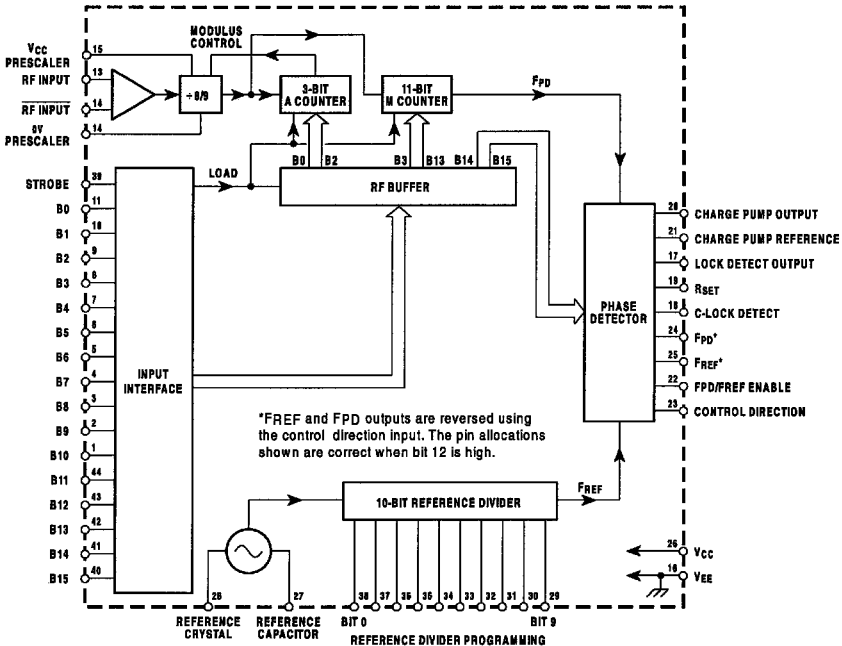 MODULUS
CONTROL
VCC
PRESCALER
15
RF INPUT
13
RF INPUT
14
0V
PRESCALER
14
÷8/9
3-BIT
A COUNTER
11-BIT
M COUNTER
FPD
B0
B2
B3
B13
B14
B15
LOAD
RF BUFFER
STROBE
39
B0
11
B1
10
B2
9
B3
8
B4
7
B5
6
B6
5
B7
4
B8
3
B9
2
B10
1
B11
44
B12
43
B13
42
B14
41
B15
40
INPUT
INTERFACE
PHASE
DETECTOR
20
CHARGE PUMP OUTPUT
21
CHARGE PUMP REFERENCE
17
LOCK DETECT OUTPUT
19
RSET
18
C-LOCK DETECT
24
FPD*
25
FREF*
22
FPD/FREF ENABLE
23
CONTROL DIRECTION
*FREF and FPD outputs are reversed using
the control direction input. The pin allocations
shown are correct when bit 12 is high.
10-BIT REFERENCE DIVIDER
FREF
26
VCC
16
VEE
28
REFERENCE
CRYSTAL
27
REFERENCE
CAPACITOR
38
37
36
35
34
33
32
31
30
29
BIT 0
BIT 9
REFERENCE DIVIDER PROGRAMMING